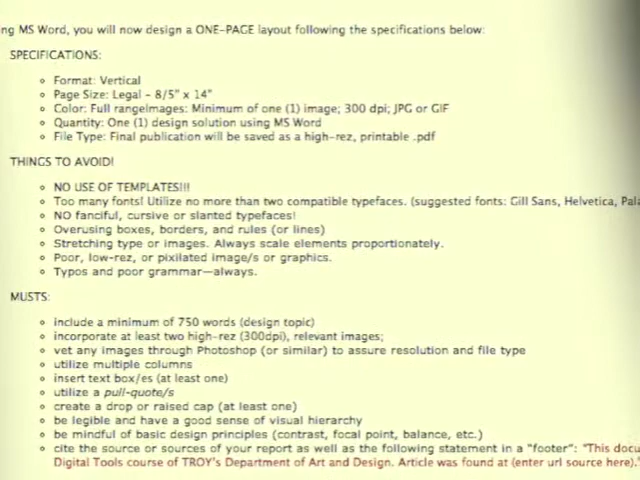 ng MS Word, you will now design a ONE-PAGE layout following the specifications below:
SPECIFICATIONS:
Format: Vertical
Page Size: Legal - 8/5" x 14"
Color: Full rangeImages: Minimum of one (1) image; 300 dpi; JPG or GIF
Quantity: One (1) design solution using MS Word
File Type: Final publication will be saved as a high-rez, printable .pdf
THINGS TO AVOID!
NO USE OF TEMPLATES!!!
Too many fonts! Utilize no more than two compatible typefaces. (suggested fonts: Gill Sans, Helvetica, Pala
NO fanciful, cursive or slanted typefaces!
Overusing boxes, borders, and rules (or lines)
Stretching type or images. Always scale elements proportionately.
Poor, low-rez, or pixilated image/s or graphics.
Typos and poor grammar—always.
MUSTS:
include a minimum of 750 words (design topic)
incorporate at least two high-rez (300dpi), relevant images;
vet any images through Photoshop (or similar) to assure resolution and file type
utilize multiple columns
insert text box/es (at least one)
utilize a pull-quote/s
create a drop or raised cap (at least one)
be legible and have a good sense of visual hierarchy
be mindful of basic design principles (contrast, focal point, balance, etc.)
cite the source or sources of your report as well as the following statement in a "footer": "This docu
Digital Tools course of TROY's Department of Art and Design. Article was found at (enter url source here)."